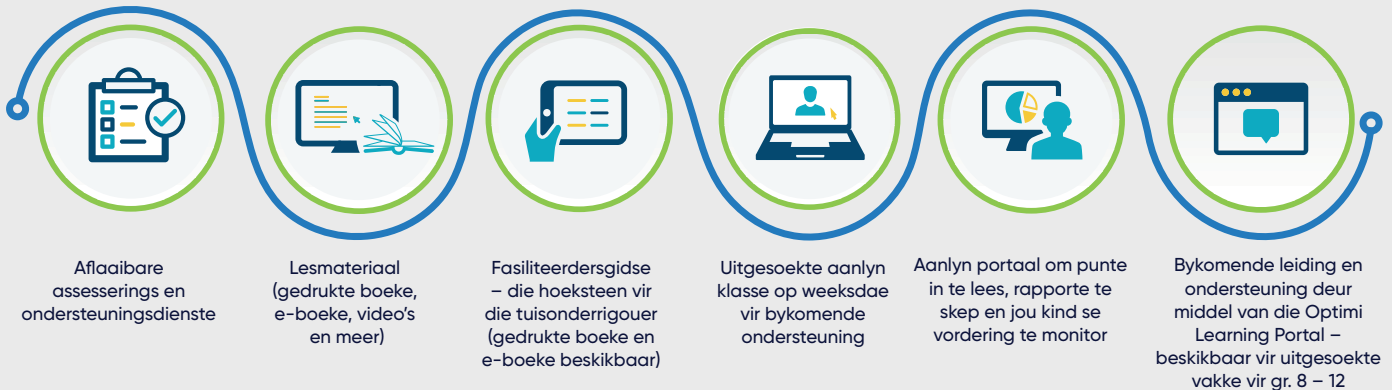 Aflaaibare
assesserings en
ondersteuningsdienste
Lesmateriaal
(gedrukte boeke,
e-boeke, video's
en meer)
Fasiliteerdersgidse
– die hoeksteen vir
die tuisonderrigouer
(gedrukte boeke en
e-boeke beskikbaar)
Uitgesoekte aanlyn
klasse op weeksdae
vir bykomende
ondersteuning
Aanlyn portaal om punte
in te lees, rapporte te
skep en jou kind se
vordering te monitor
Bykomende leiding en
ondersteuning deur
middel van die Optimi
Learning Portal –
beskikbaar vir uitgesoekte
vakke vir gr. 8 – 12